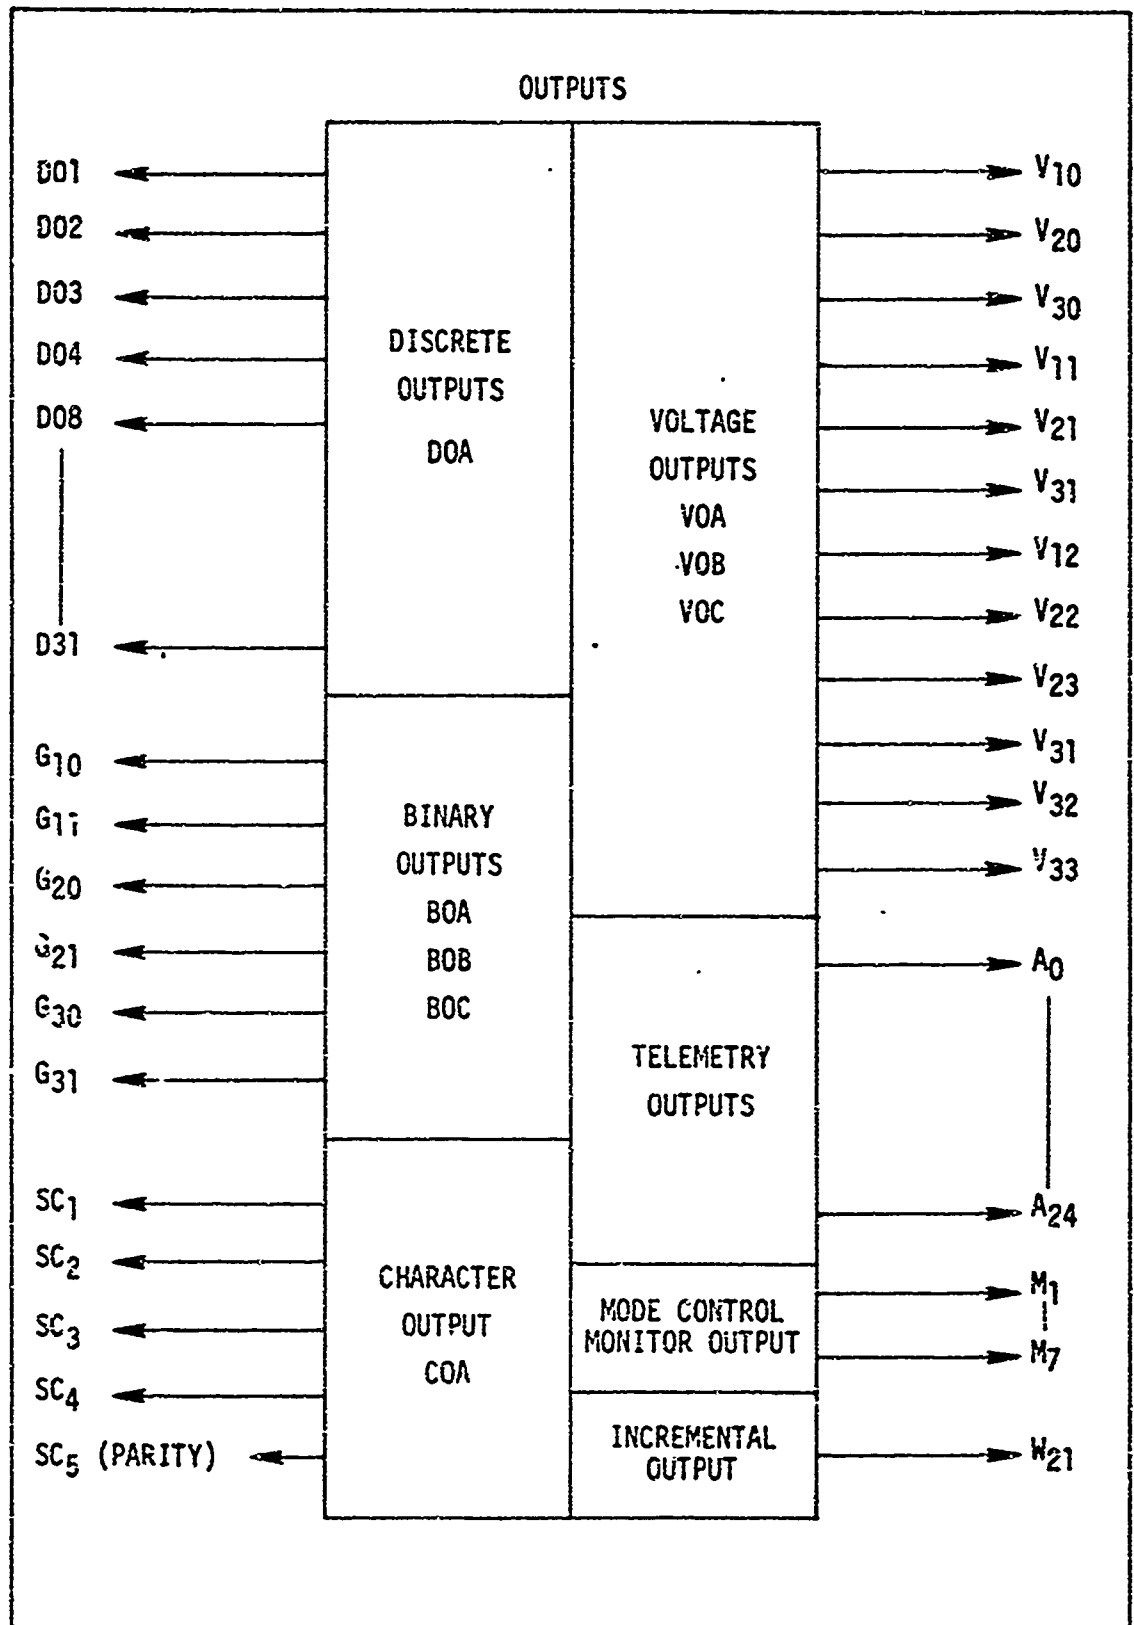 OUTPUTS
D01
D02
D03
D04
D08
D31
DISCRETE
OUTPUTS
DOA
G10
G11
G20
G21
G30
G31
BINARY
OUTPUTS
BOA
BOB
BOC
SC1
SC2
SC3
SC4
SC5 (PARITY)
CHARACTER
OUTPUT
COA
VOLTAGE
OUTPUTS
VOA
VOB
VOC
V10
V20
V30
V11
V21
V31
V12
V22
V23
V31
V32
V33
TELEMETRY
OUTPUTS
A0
A24
MODE CONTROL
MONITOR OUTPUT
M1
M7
INCREMENTAL
OUTPUT
W21